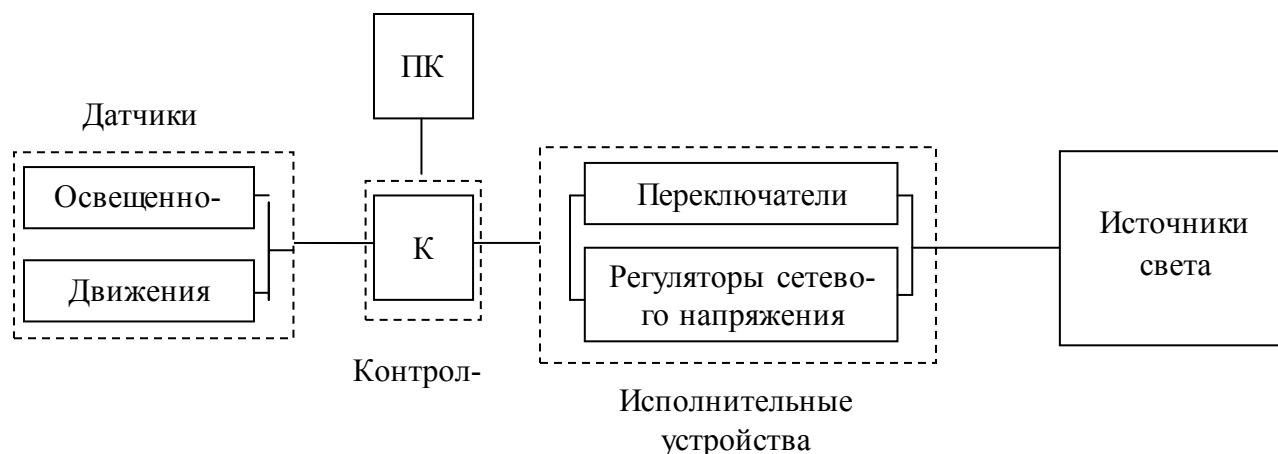 ПК
Датчики
Освещенно-
Движения
К
Контрол-
Переключатели
Регуляторы сетево-
го напряжения
Исполнительные
устройства
Источники
света